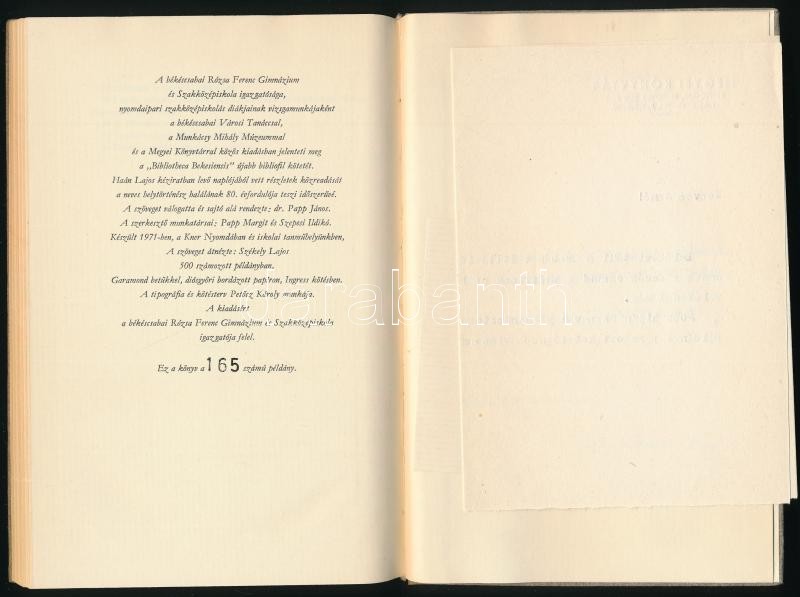 A békéscsabai Rózsa Ferenc Gimnázium
és Szakközépiskola igazgatósága,
nyomdaipari szakközépiskolás diákjainak vizsgamunkájaként
a békéscsabai Városi Tanáccsal,
a Munkácsy Mihály Múzeummal
és a Megyei Könyvtárral közös kiadásban jelenteti meg
a „Bibliotheca Bekesiensis” újabb bibliofil kötetét.
Haán Lajos kéziratban levő naplójából vett részletek közreadását
a neves helytörténész halálának 80. évfordulója teszi időszerűvé.
A szöveget válogatta és sajtó alá rendezte: dr. Papp János.
A szerkesztő munkatársai: Papp Margit és Szepesi Ildikó.
Készült 1971-ben, a Kner Nyomdában és iskolai tanműhelyünkben,
A szöveget átnézte: Székely Lajos
500 számozott példányban.
Garamond betűkkel, diósgyőri bordázott papíron, Ingress kötésben.
A tipográfia és kötésterv Petőcz Károly munkája.
A kiadásért
a békéscsabai Rózsa Ferenc Gimnázium és Szakközépiskola
igazgatója felel.
Ez a könyv a 165 számú példány.
darabanth